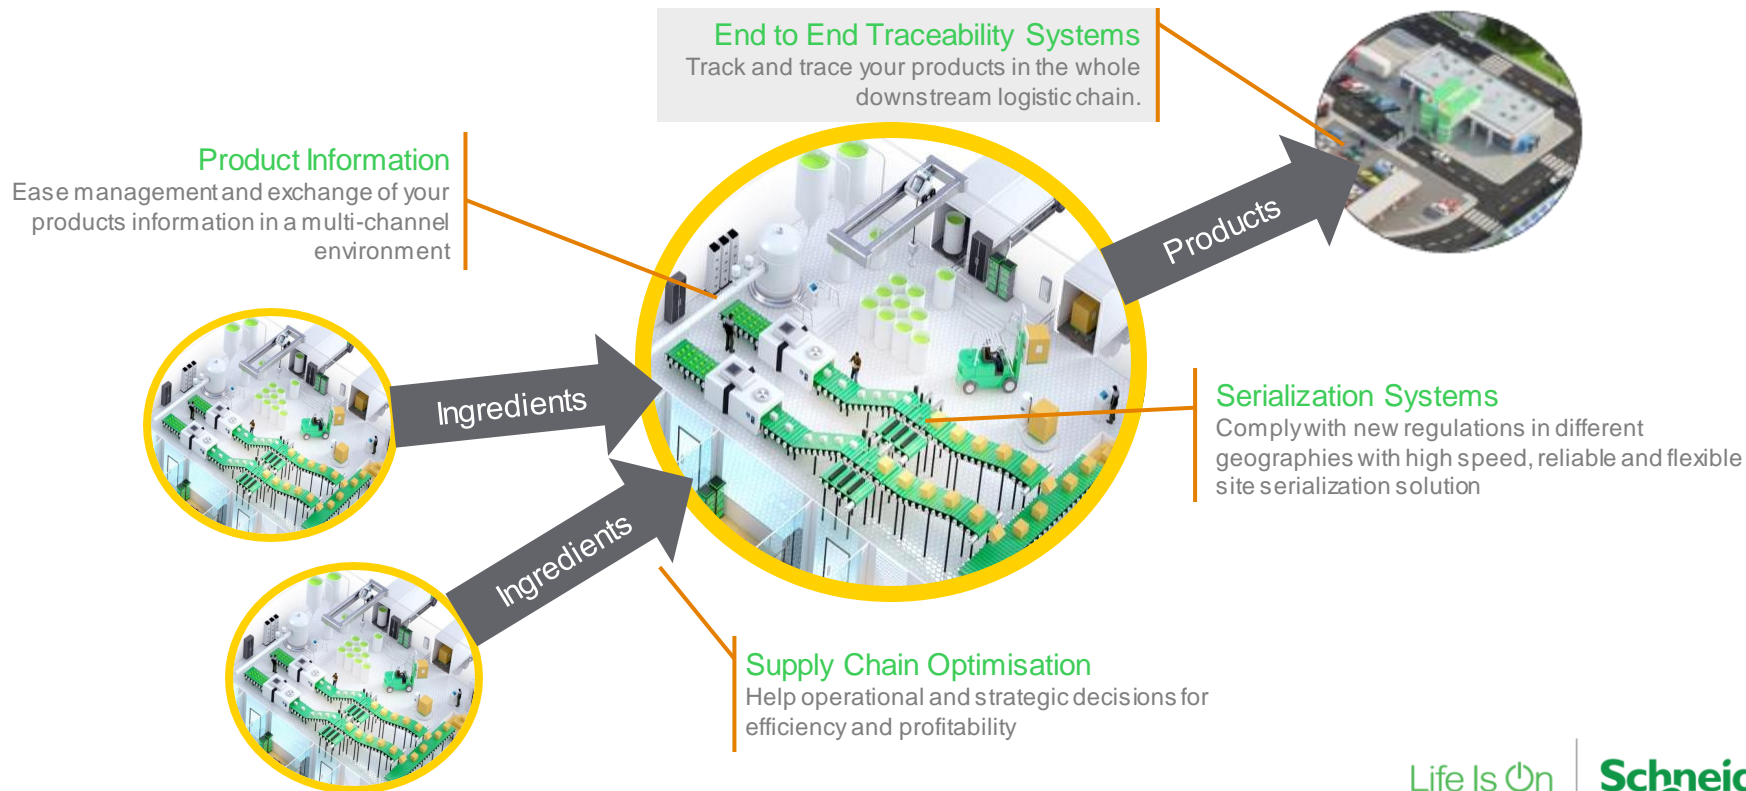 End to End Traceability Systems
Track and trace your products in the whole
downstream logistic chain.
Product Information
Ease management and exchange of your
products information in a multi-channel
environment
Products
Ingredients
Serialization Systems
Comply with new regulations in different
geographies with high speed, reliable and flexible
site serialization solution
Ingredients
Supply Chain Optimisation
Help operational and strategic decisions for
efficiency and profitability
Life Is On
Schneid